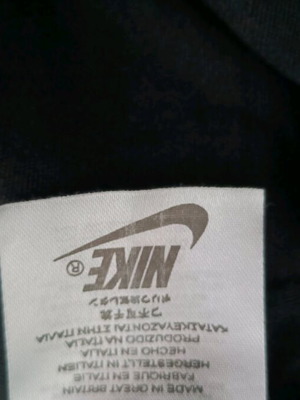 MADE IN GREAT BRITAIN
FABRIQUE EN ITALIE
HERGESTELLT IN ITALIEN
HECHO EN ITALIA
PRODUZIDO NA ITALIA
ΚΑΤΑΣΚΕΥΑΖΟΝΤΑΙ ΣΤΗΝ ΙΤΑΛΙΑ
NIKE®